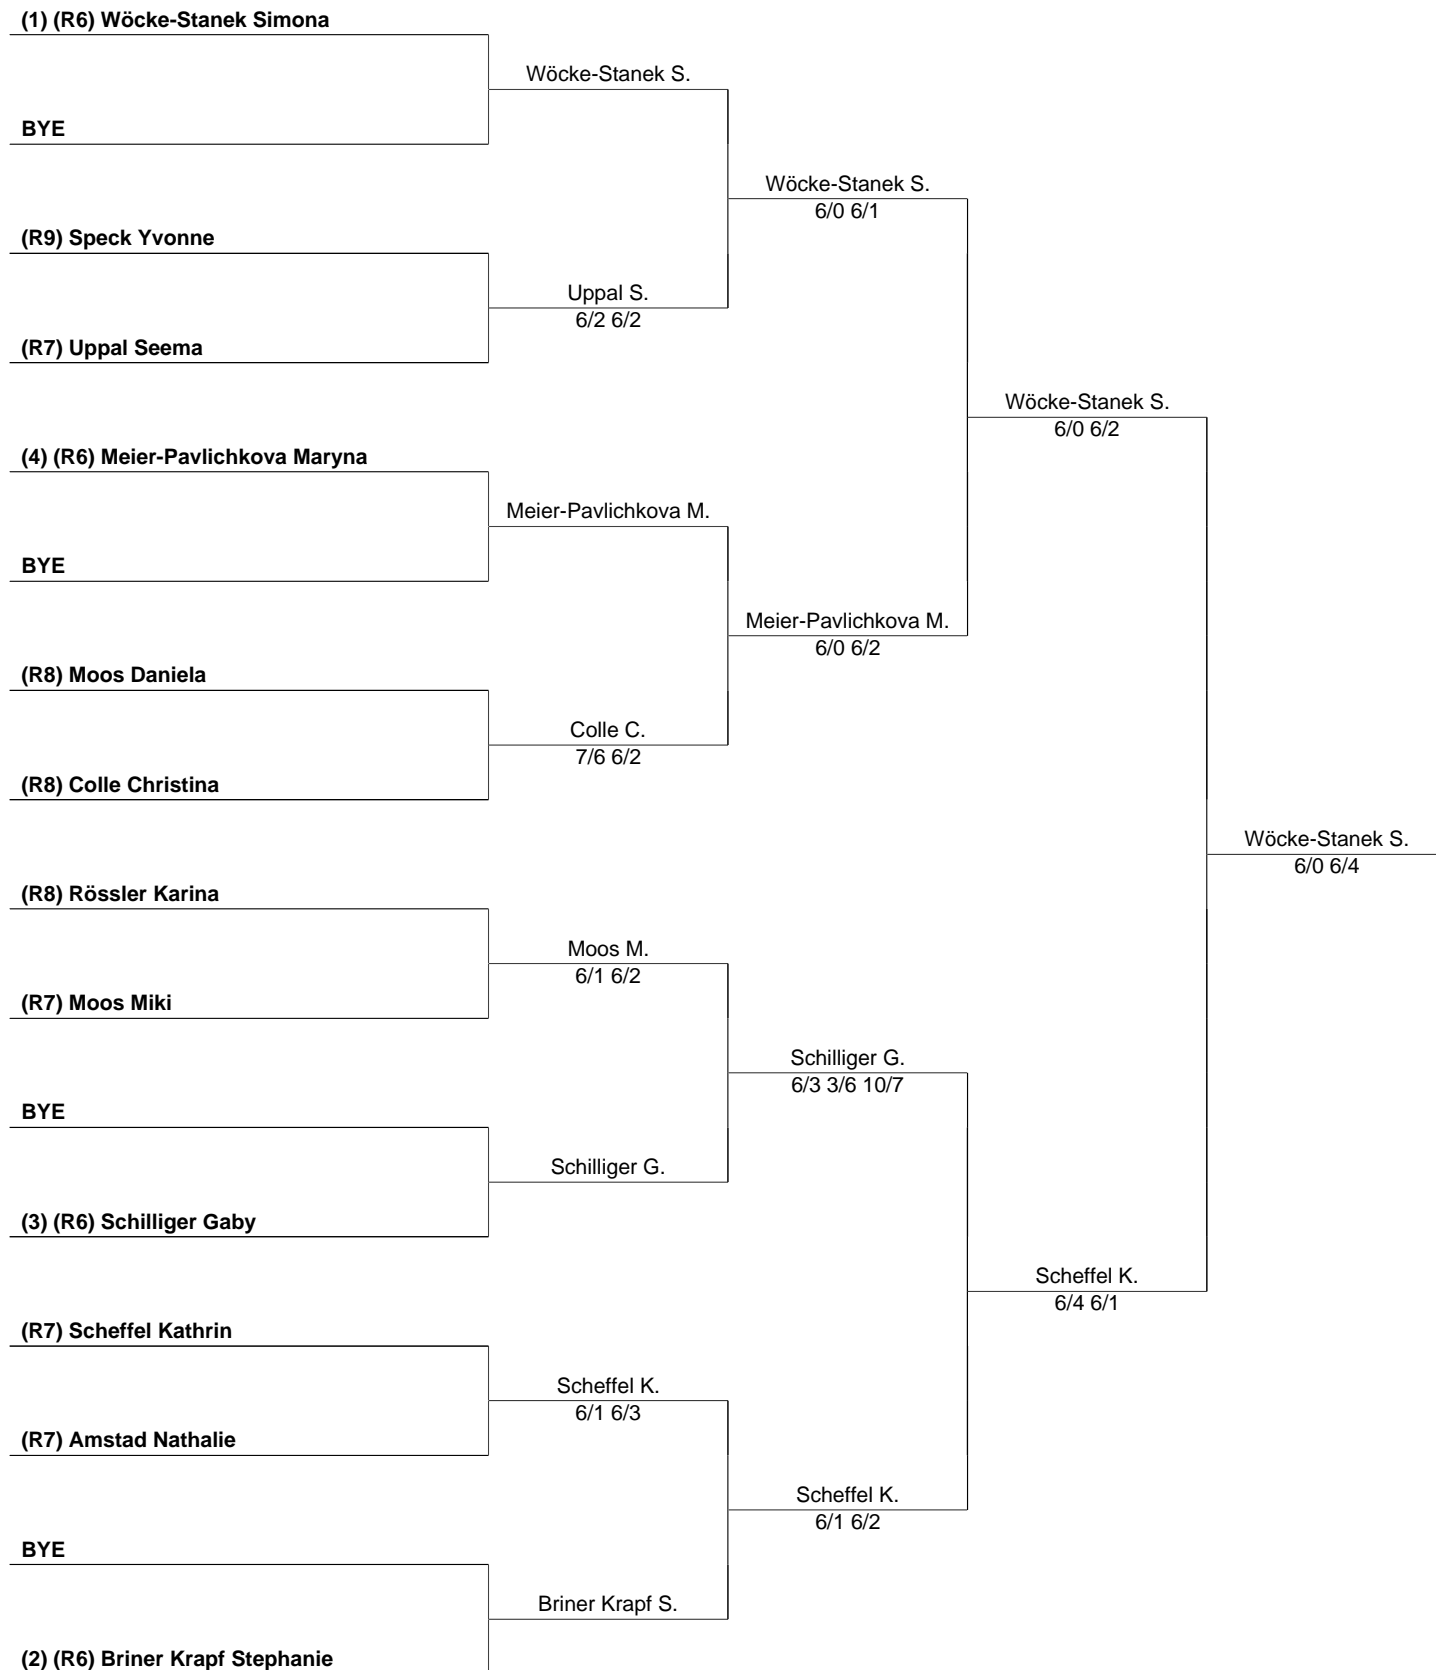 (1) (R6) Wöcke-Stanek Simona
Wöcke-Stanek S.
BYE
Wöcke-Stanek S.
6/0 6/1
(R9) Speck Yvonne
Uppal S.
6/2 6/2
(R7) Uppal Seema
Wöcke-Stanek S.
6/0 6/2
(4) (R6) Meier-Pavlichkova Maryna
Meier-Pavlichkova M.
BYE
Meier-Pavlichkova M.
6/0 6/2
(R8) Moos Daniela
Colle C.
7/6 6/2
(R8) Colle Christina
Wöcke-Stanek S.
6/0 6/4
(R8) Rössler Karina
Moos M.
6/1 6/2
(R7) Moos Miki
Schilliger G.
6/3 3/6 10/7
BYE
Schilliger G.
(3) (R6) Schilliger Gaby
Scheffel K.
6/4 6/1
(R7) Scheffel Kathrin
Scheffel K.
6/1 6/3
(R7) Amstad Nathalie
Scheffel K.
6/1 6/2
BYE
Briner Krapf S.
(2) (R6) Briner Krapf Stephanie